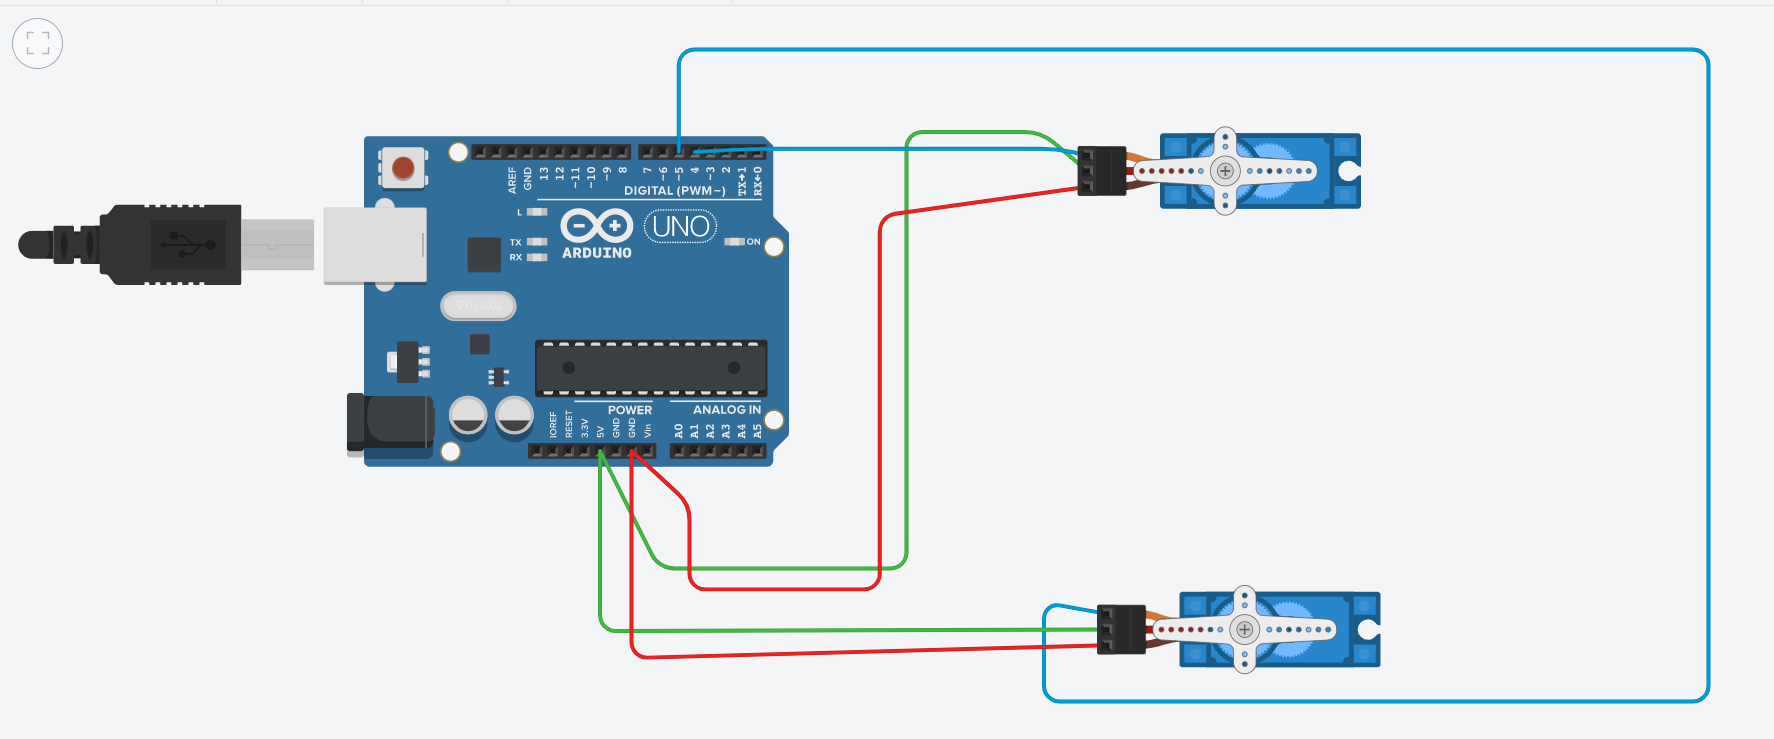 AREF
GND
13
12
~11
~10
~9
8
7
~6
~5
4
~3
2
TX→1
RX←0
DIGITAL (PWM~)
L
TX
RX
ARDUINO
UNO
ON
POWER
ANALOG IN
IOREF
RESET
3.3V
5V
GND
GND
Vin
A0
A1
A2
A3
A4
A5